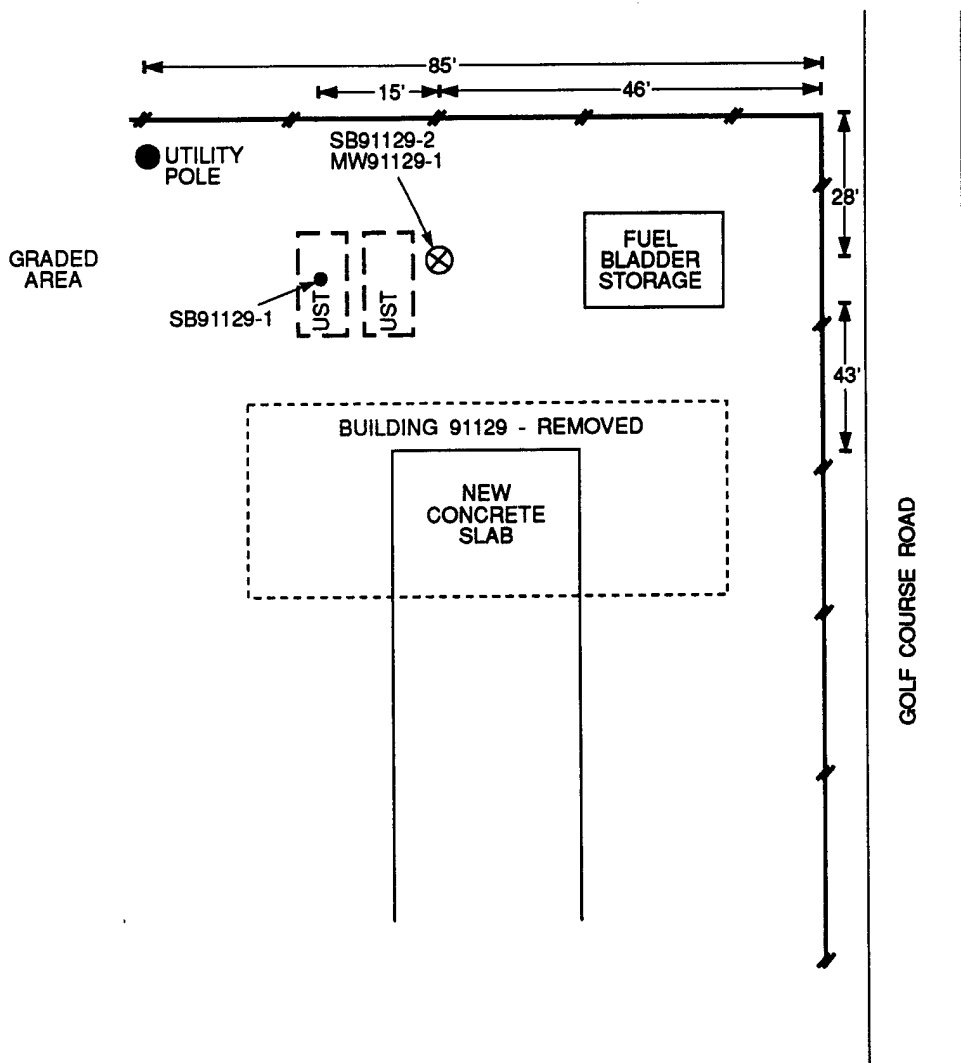 85'
15'
46'
SB91129-2
MW91129-1
UTILITY
POLE
28'
GRADED
AREA
FUEL
BLADDER
STORAGE
UST
UST
SB91129-1
43'
BUILDING 91129 - REMOVED
NEW
CONCRETE
SLAB
GOLF COURSE ROAD